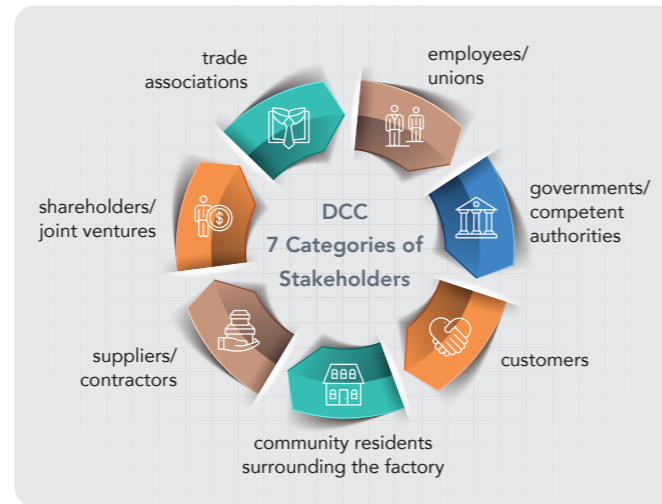 trade
associations
employees/
unions
shareholders/
joint ventures
DCC
7 Categories of
Stakeholders
governments/
competent
authorities
suppliers/
contractors
customers
community residents
surrounding the factory
$